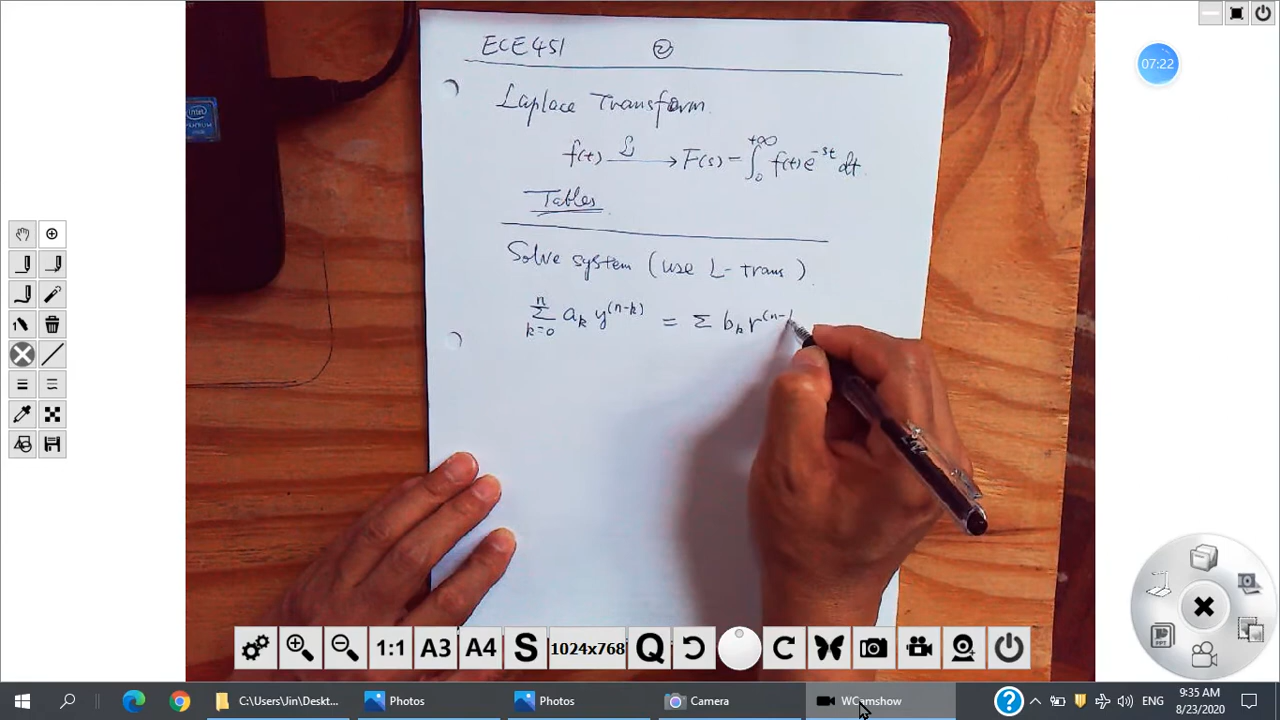 07:22
ECE451 ②
Laplace Transform.
f(t) —ℒ→ F(s) = ∫₀^{+∞} f(t) e^{-st} dt.
Tables
Solve system (use L-trans).
Σ_{k=0}^{n} a_k y^{(n-k)} = Σ b_k r^{(n-
intel
1:1 A3 A4 S 1024x768 Q
C:\Users\Jin\Deskt... Photos Photos Camera WCamshow ENG 9:35 AM
8/23/2020